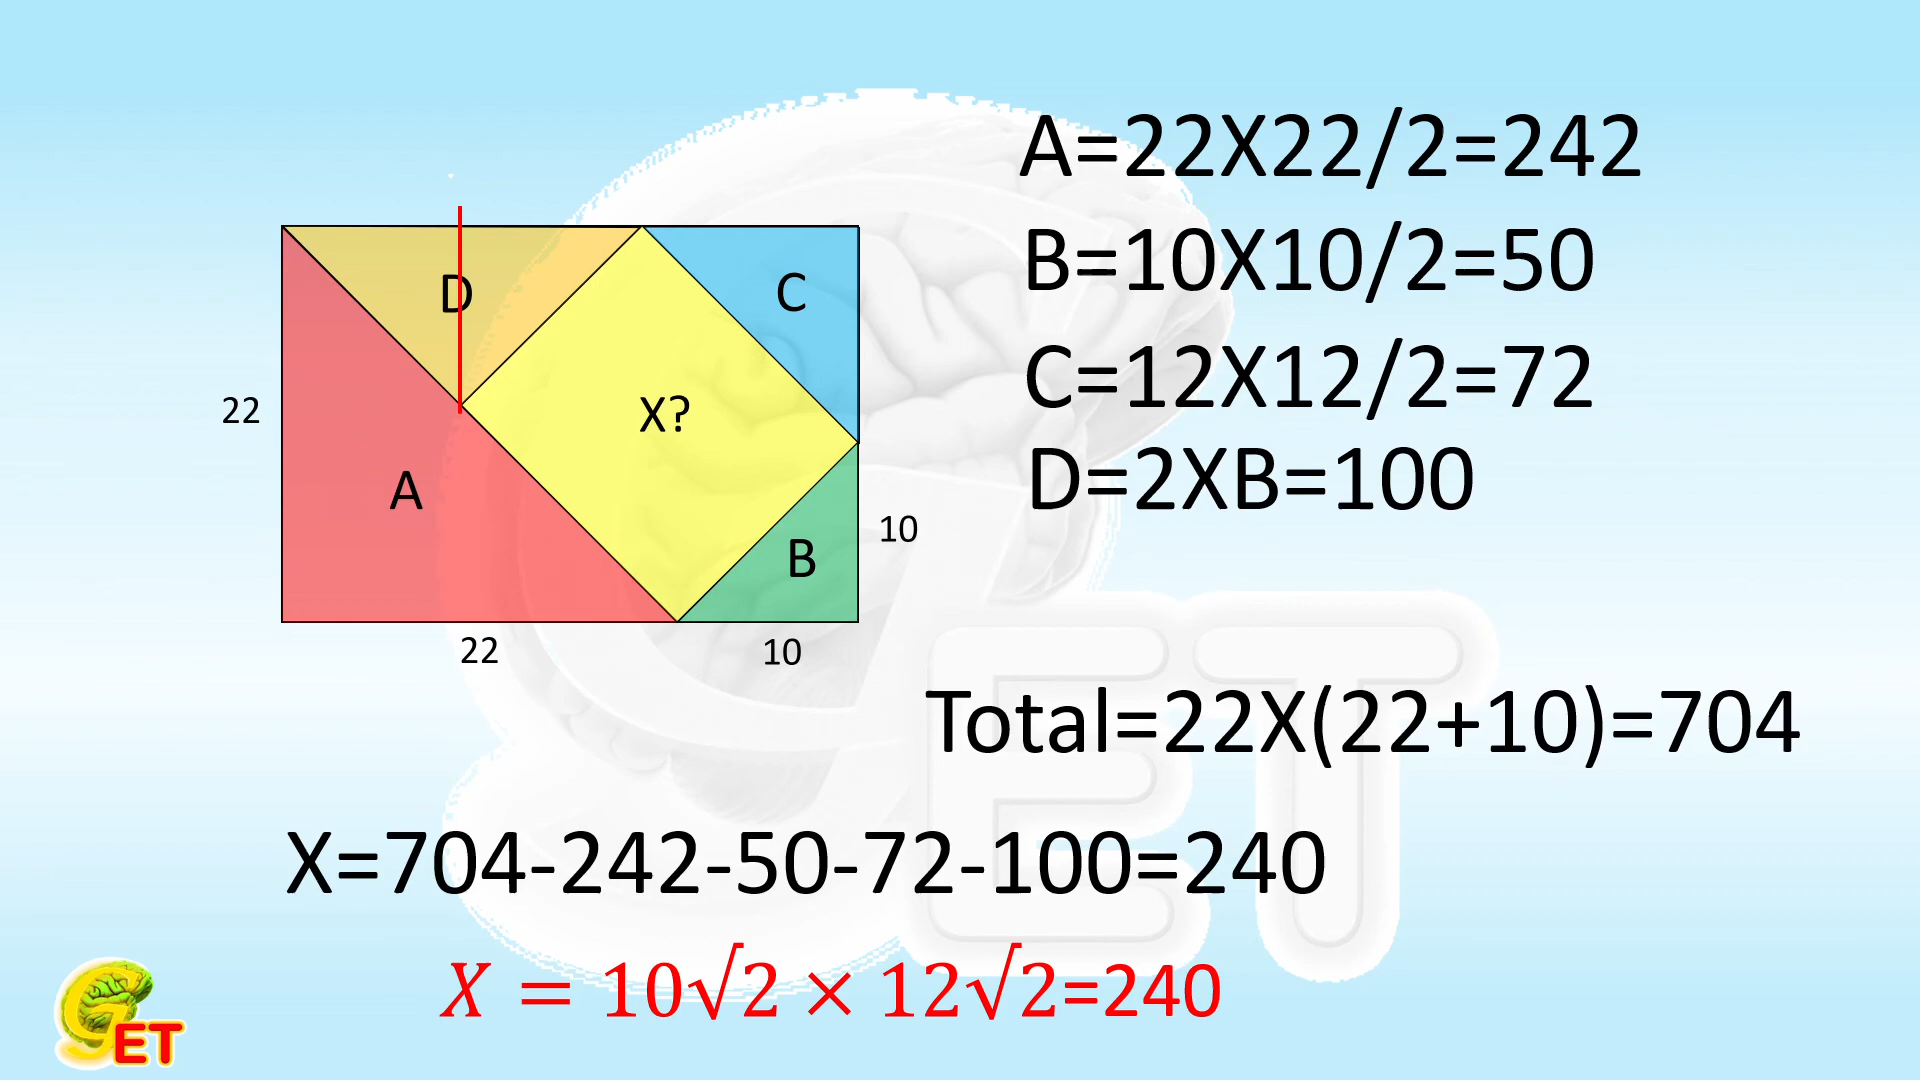 A=22X22/2=242
B=10X10/2=50
C=12X12/2=72
D=2XB=100
D
C
X?
22
A
10
B
22
10
Total=22X(22+10)=704
X=704-242-50-72-100=240
X = 10√2 × 12√2=240
GET
ET